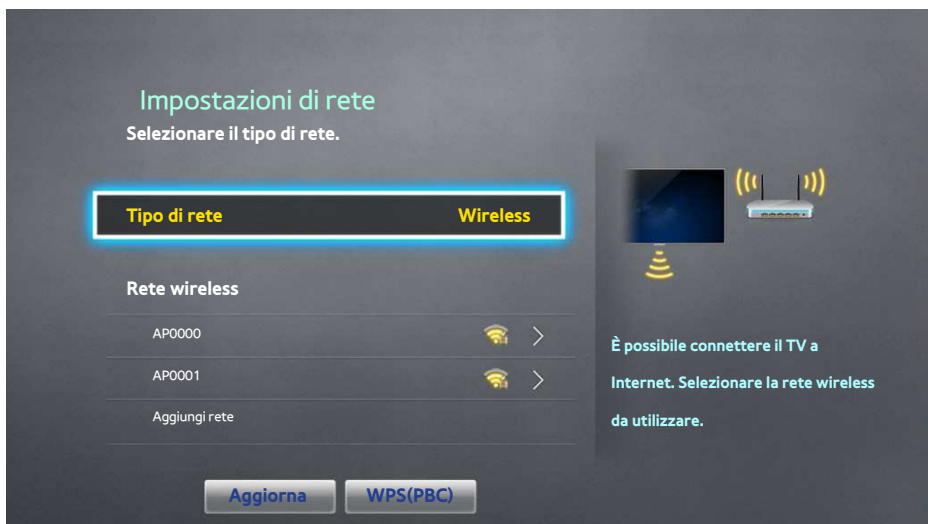 Impostazioni di rete
Selezionare il tipo di rete.
Tipo di rete Wireless
Rete wireless
AP0000
AP0001
Aggiungi rete
Aggiorna WPS(PBC)
È possibile connettere il TV a
Internet. Selezionare la rete wireless
da utilizzare.